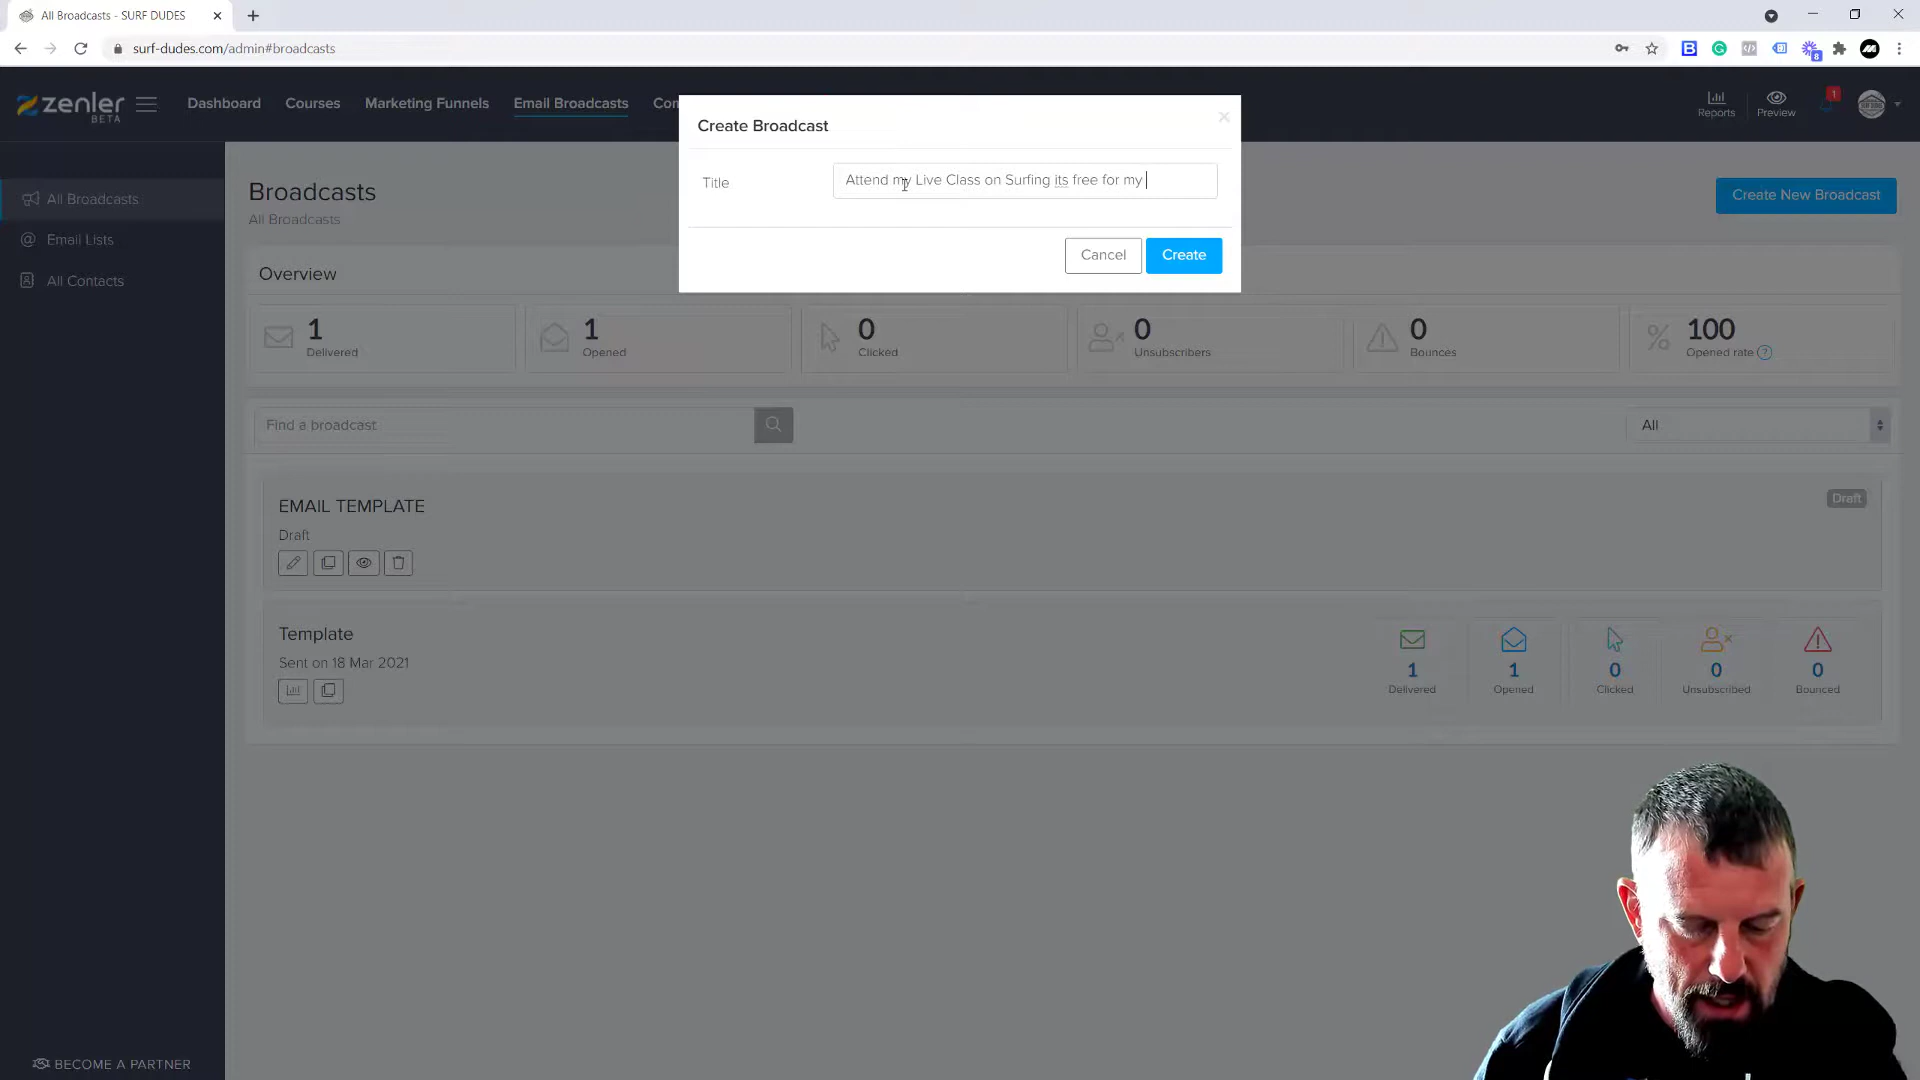 All Broadcasts - SURF DUDES
surf-dudes.com/admin#broadcasts
8
zenler
BETA
Dashboard
Courses
Marketing Funnels
Email Broadcasts
Reports
Preview
1
Create Broadcast
Title
Attend my Live Class on Surfing its free for my
Cancel
Create
All Broadcasts
Email Lists
All Contacts
Broadcasts
All Broadcasts
Create New Broadcast
Overview
1
Delivered
1
Opened
0
Clicked
0
Unsubscribers
0
Bounces
100
Opened rate ?
Find a broadcast
All
EMAIL TEMPLATE
Draft
Draft
Template
Sent on 18 Mar 2021
1
Delivered
1
Opened
0
Clicked
0
Unsubscribed
0
Bounced
BECOME A PARTNER